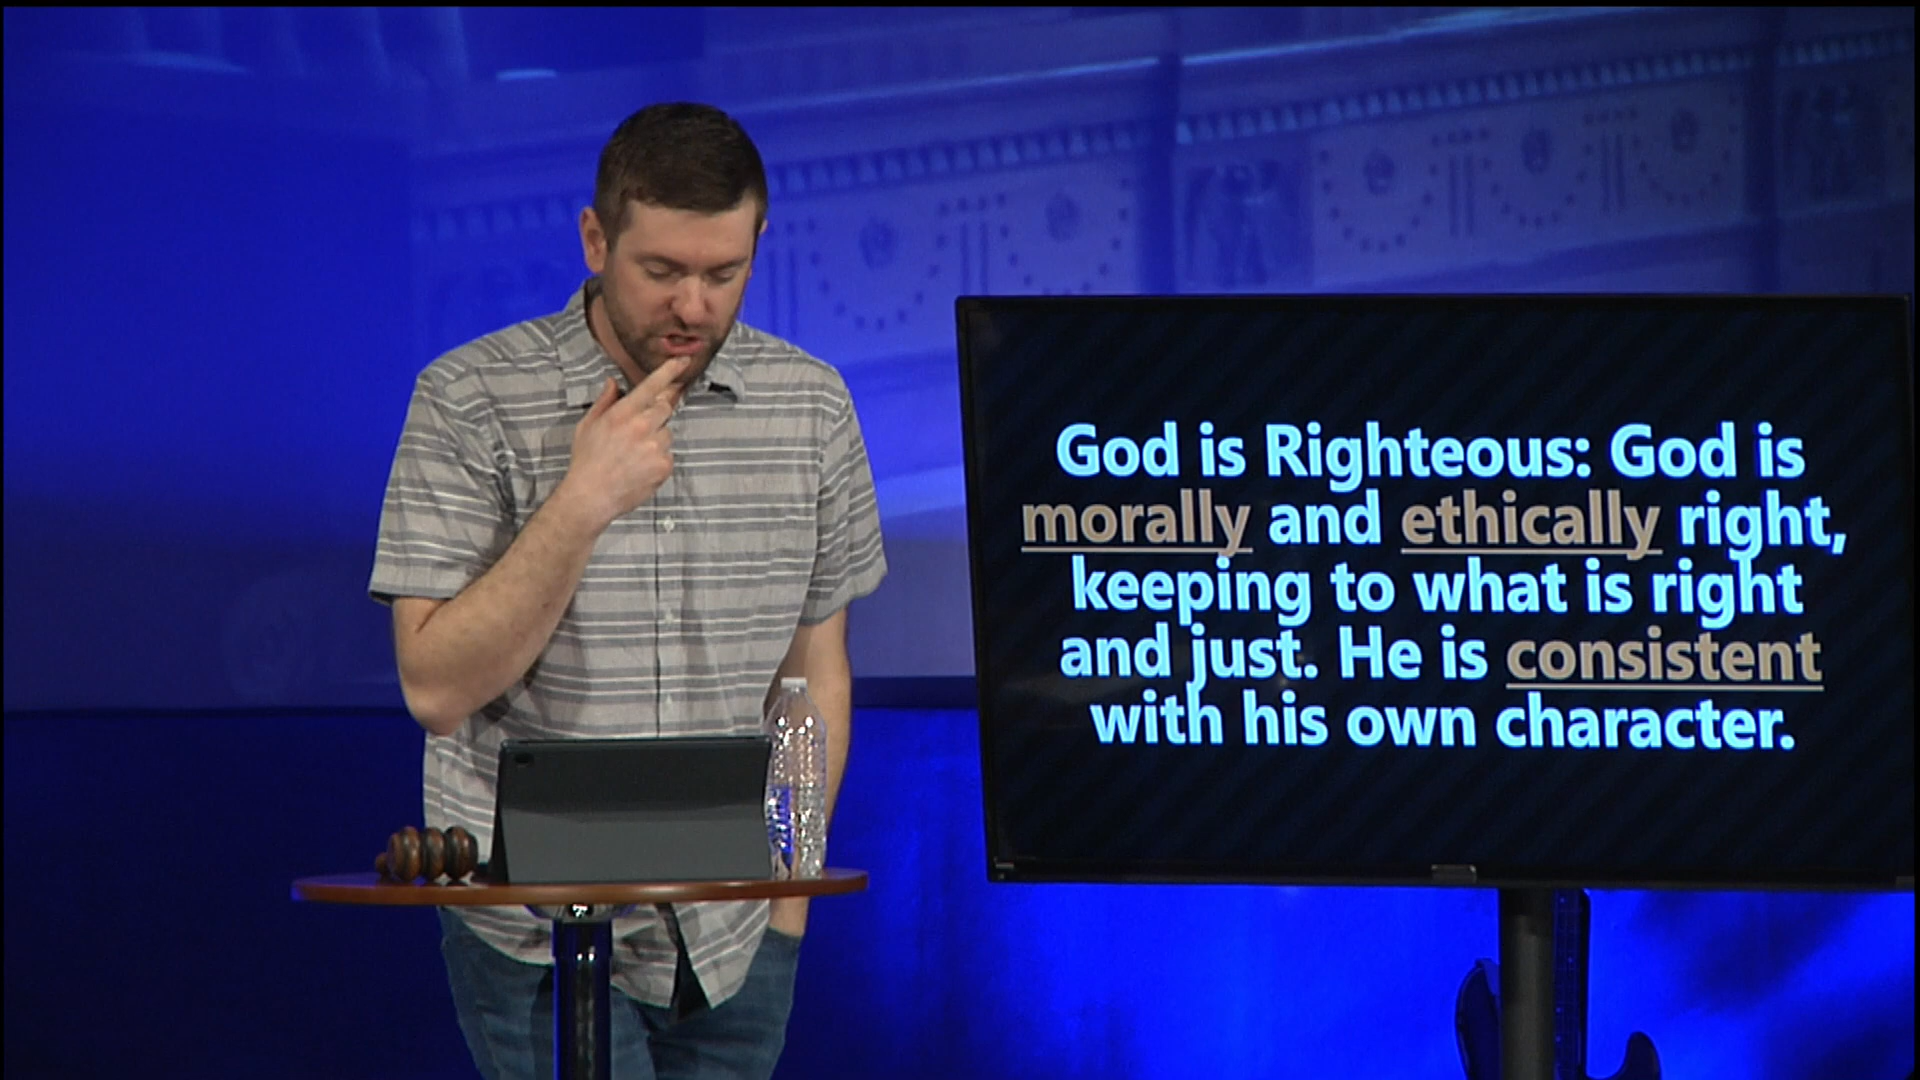 God is Righteous: God is
morally and ethically right,
keeping to what is right
and just. He is consistent
with his own character.